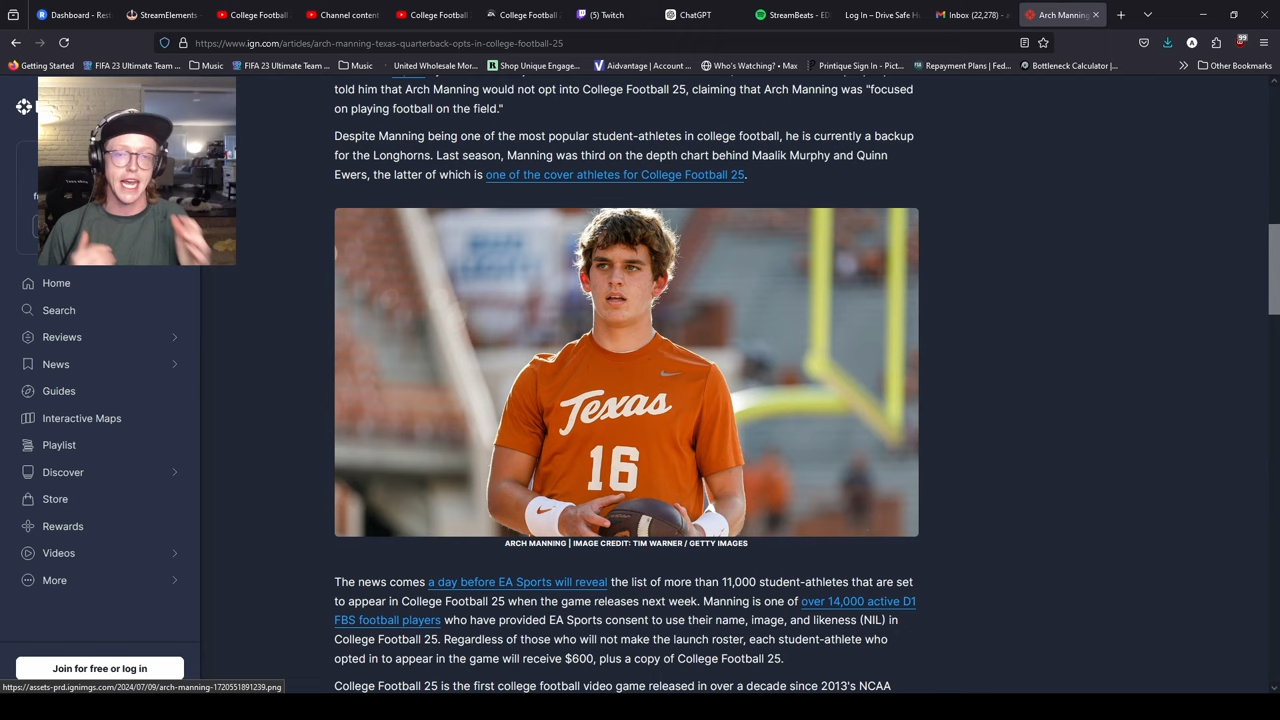 Dashboard - Rest
StreamElements -
College Football
Channel content
College Football
College Football
(5) Twitch
ChatGPT
StreamBeats - ED
Log In – Drive Safe H
Inbox (22,278) -
Arch Manning
https://www.ign.com/articles/arch-manning-texas-quarterback-opts-in-college-football-25
99
Getting Started
FIFA 23 Ultimate Team ...
Music
FIFA 23 Ultimate Team ...
Music
United Wholesale Mor...
Shop Unique Engage...
Aidvantage | Account ...
Who's Watching? • Max
Printique Sign In - Pict...
Repayment Plans | Fed...
Bottleneck Calculator |...
Other Bookmarks
told him that Arch Manning would not opt into College Football 25, claiming that Arch Manning was "focused
on playing football on the field."
Despite Manning being one of the most popular student-athletes in college football, he is currently a backup
for the Longhorns. Last season, Manning was third on the depth chart behind Maalik Murphy and Quinn
Ewers, the latter of which is one of the cover athletes for College Football 25.
Home
Search
Reviews
News
Guides
Interactive Maps
Playlist
Discover
Store
Rewards
Videos
More
Join for free or log in
Texas
16
ARCH MANNING | IMAGE CREDIT: TIM WARNER / GETTY IMAGES
The news comes a day before EA Sports will reveal the list of more than 11,000 student-athletes that are set
to appear in College Football 25 when the game releases next week. Manning is one of over 14,000 active D1
FBS football players who have provided EA Sports consent to use their name, image, and likeness (NIL) in
College Football 25. Regardless of those who will not make the launch roster, each student-athlete who
opted in to appear in the game will receive $600, plus a copy of College Football 25.
College Football 25 is the first college football video game released in over a decade since 2013's NCAA
https://assets-prd.ignimgs.com/2024/07/09/arch-manning-1720551891239.png